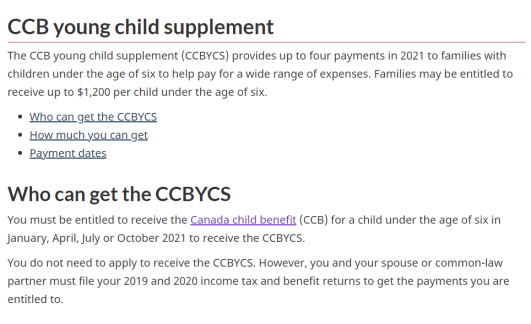 CCB young child supplement
The CCB young child supplement (CCBYCS) provides up to four payments in 2021 to families with
children under the age of six to help pay for a wide range of expenses. Families may be entitled to
receive up to $1,200 per child under the age of six.
• Who can get the CCBYCS
• How much you can get
• Payment dates
Who can get the CCBYCS
You must be entitled to receive the Canada child benefit (CCB) for a child under the age of six in
January, April, July or October 2021 to receive the CCBYCS.
You do not need to apply to receive the CCBYCS. However, you and your spouse or common-law
partner must file your 2019 and 2020 income tax and benefit returns to get the payments you are
entitled to.